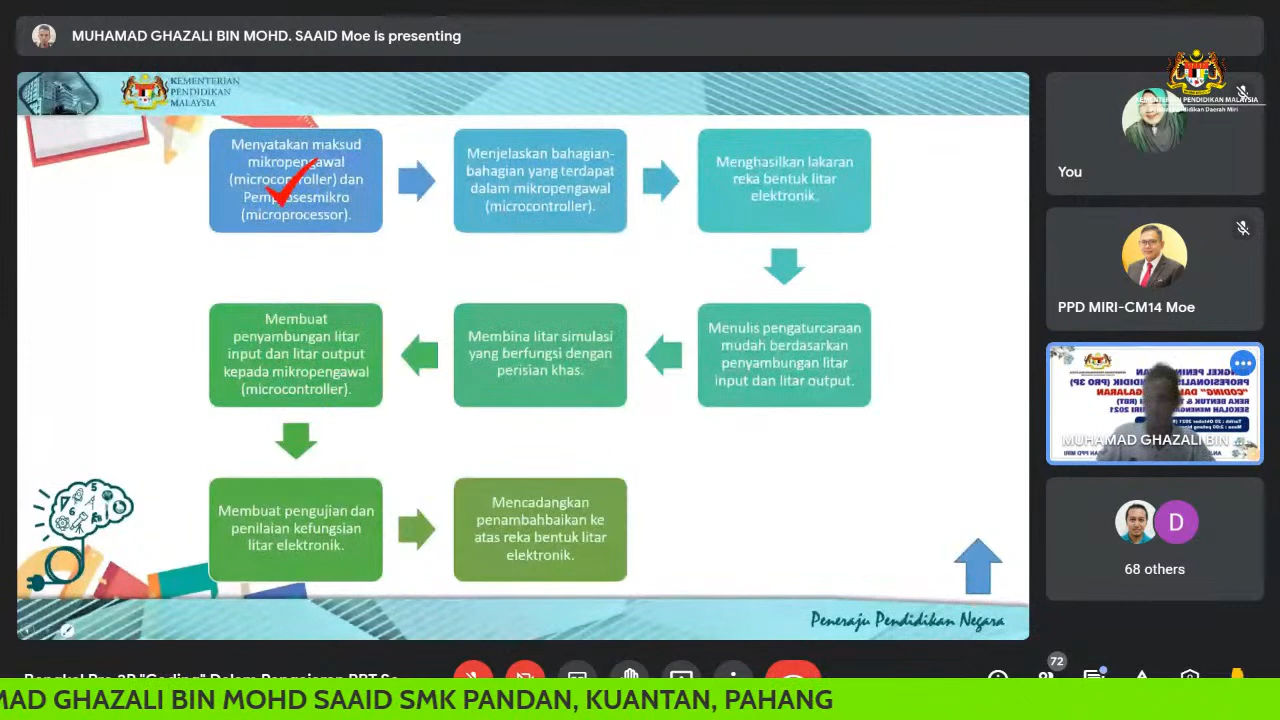 MUHAMAD GHAZALI BIN MOHD. SAAID Moe is presenting
KEMENTERIAN
PENDIDIKAN
MALAYSIA
Menyatakan maksud
mikropengawal
(microcontroller) dan
Pemprosesmikro
(microprocessor).
Menjelaskan bahagian-
bahagian yang terdapat
dalam mikropengawal
(microcontroller).
Menghasilkan lakaran
reka bentuk litar
elektronik.
Membuat
penyambungan litar
input dan litar output
kepada mikropengawal
(microcontroller).
Membina litar simulasi
yang berfungsi dengan
perisian khas.
Menulis pengaturcaraan
mudah berdasarkan
penyambungan litar
input dan litar output.
Membuat pengujian dan
penilaian kefungsian
litar elektronik.
Mencadangkan
penambahbaikan ke
atas reka bentuk litar
elektronik.
Peneraju Pendidikan Negara
KEMENTERIAN PENDIDIKAN MALAYSIA
You
PPD MIRI-CM14 Moe
MUHAMAD GHAZALI BIN
D
68 others
72
MAD GHAZALI BIN MOHD SAAID SMK PANDAN, KUANTAN, PAHANG